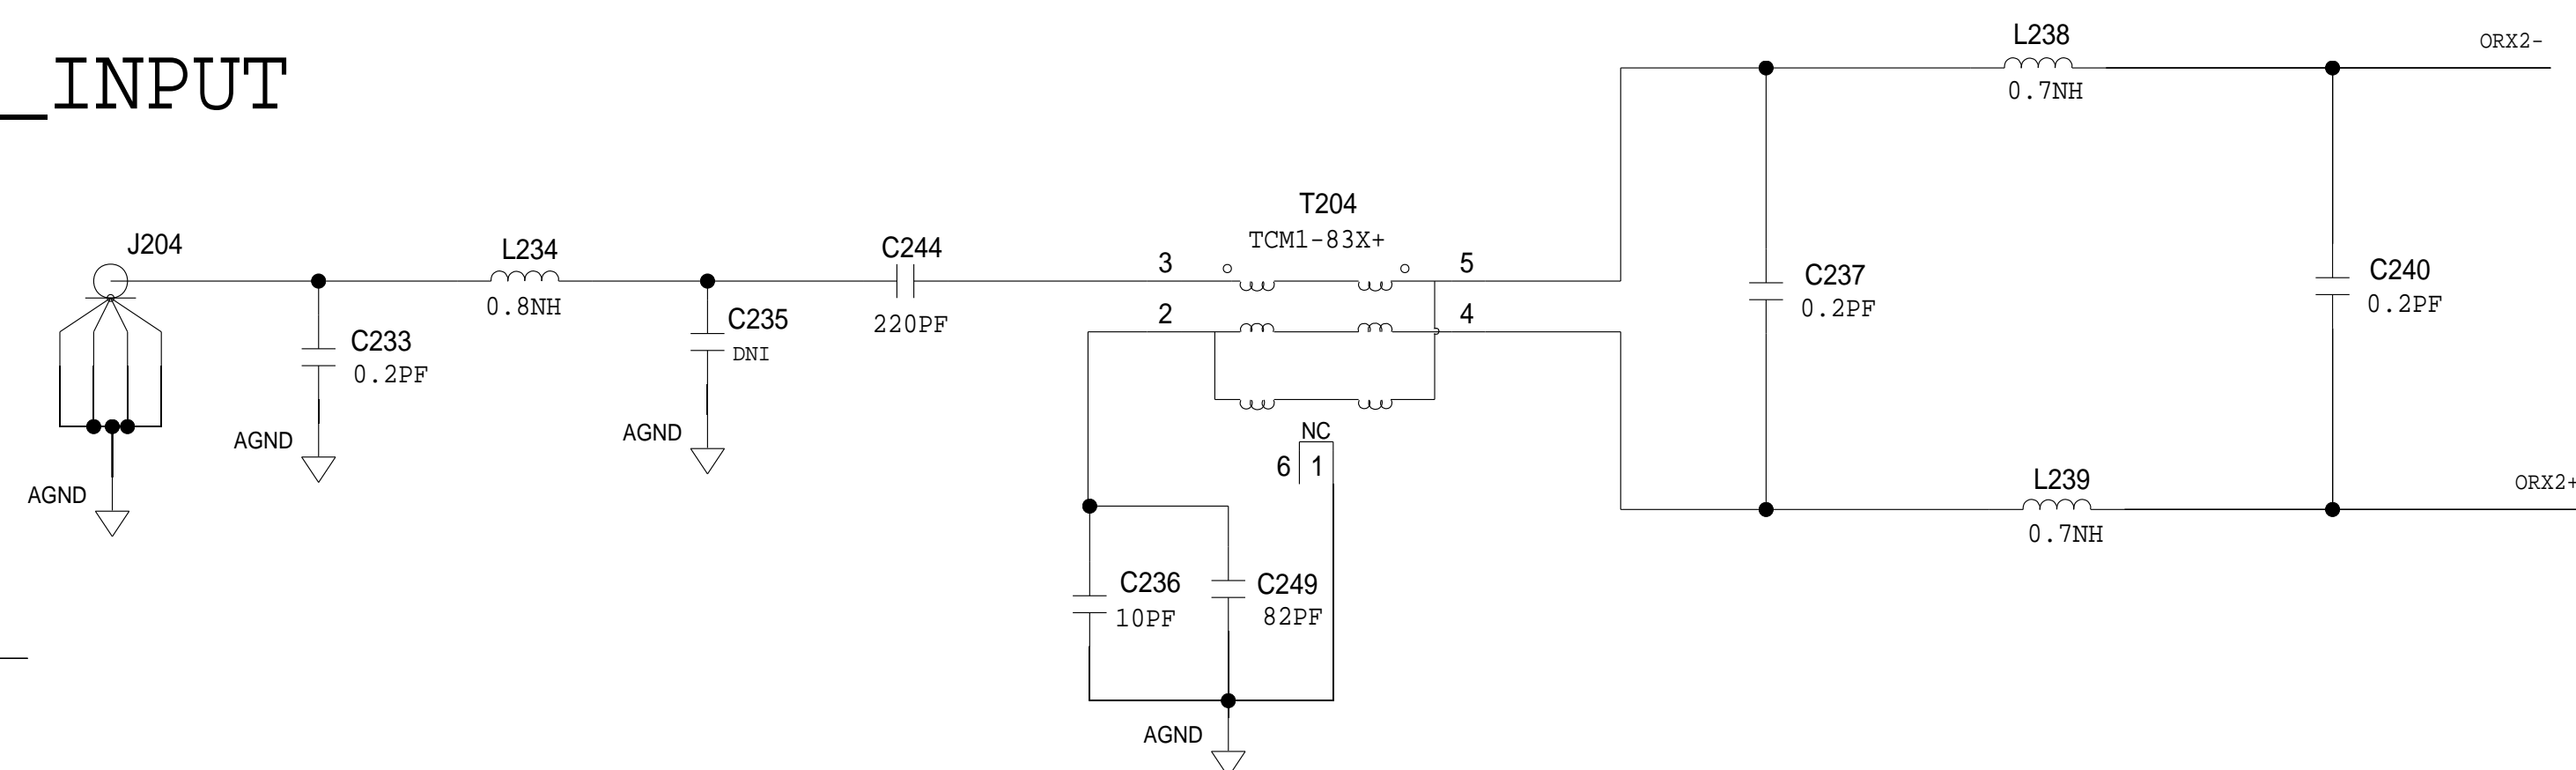 _INPUT
J204
AGND
C233
0.2PF
AGND
L234
0.8NH
C235
DNI
AGND
C244
220PF
T204
TCM1-83X+
3
5
2
4
NC
6
1
C236
10PF
C249
82PF
AGND
L238
0.7NH
ORX2-
C237
0.2PF
C240
0.2PF
L239
0.7NH
ORX2+